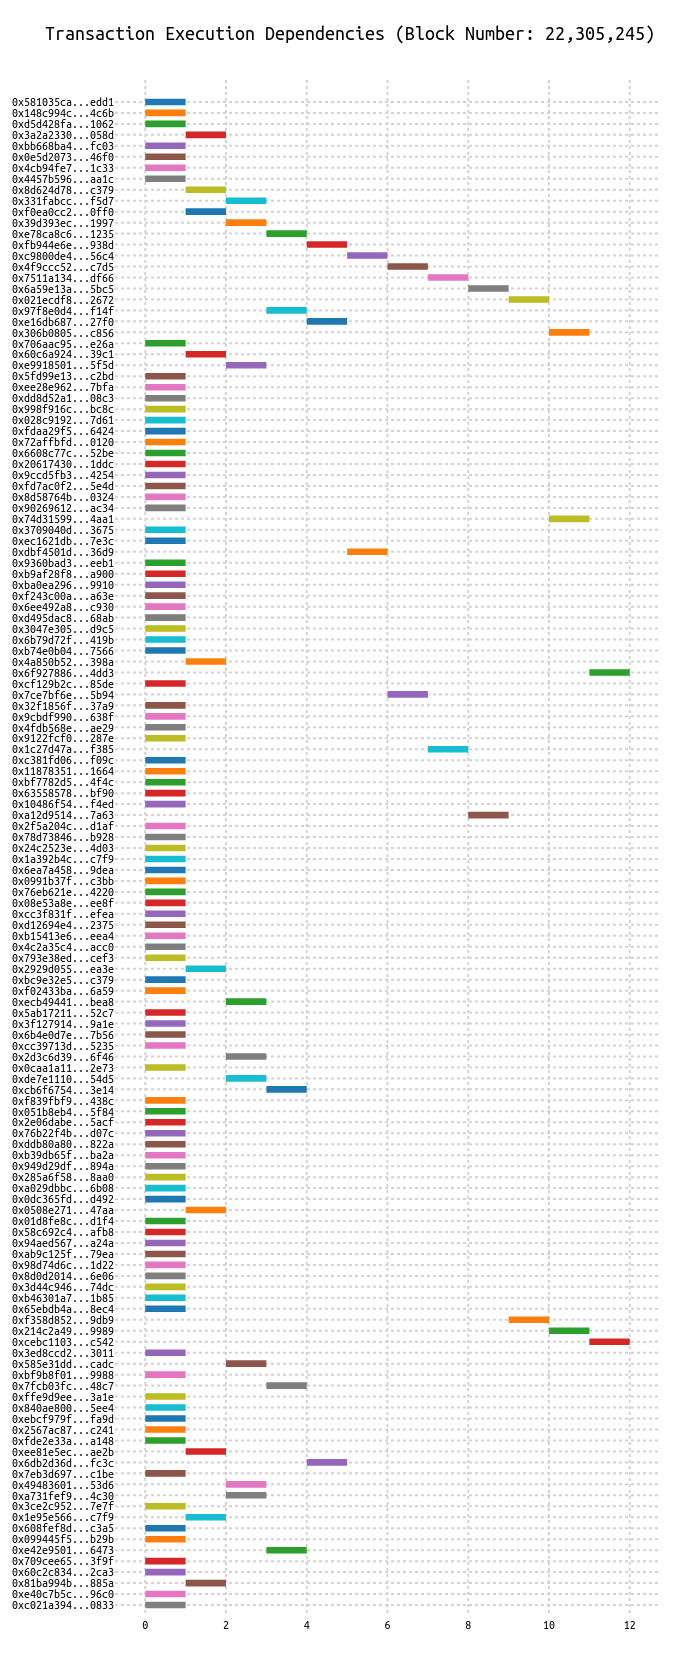 Transaction Execution Dependencies (Block Number: 22,305,245)
0x581035ca...edd1
0x148c994c...4c6b
0xd5d428fa...1062
0x3a2a2330...058d
0xbb668ba4...fc03
0x0e5d2073...46f0
0x4cb94fe7...1c33
0x4457b596...aa1c
0x8d624d78...c379
0x331fabcc...f5d7
0xf0ea0cc2...0ff0
0x39d393ec...1997
0xe78ca8c6...1235
0xfb944e6e...938d
0xc9800de4...56c4
0x4f9ccc52...c7d5
0x7511a134...df66
0x6a59e13a...5bc5
0x021ecdf8...2672
0x97f8e0d4...f14f
0xe16db687...27f0
0x306b0805...c856
0x706aac95...e26a
0x60c6a924...39c1
0xe9918501...5f5d
0x5fd99e13...c2bd
0xee28e962...7bfa
0xdd8d52a1...08c3
0x998f916c...bc8c
0x028c9192...7d61
0xfdaa29f5...6424
0x72affbfd...0120
0x6608c77c...52be
0x20617430...1ddc
0x9ccd5fb3...4254
0xfd7ac0f2...5e4d
0x8d58764b...0324
0x90269612...ac34
0x74d31599...4aa1
0x3709040d...3675
0xec1621db...7e3c
0xdbf4501d...36d9
0x9360bad3...eeb1
0xb9af28f8...a900
0xba0ea296...9910
0xf243c00a...a63e
0x6ee492a8...c930
0xd495dac8...68ab
0x3047e305...d9c5
0x6b79d72f...419b
0xb74e0b04...7566
0x4a850b52...398a
0x6f927886...4dd3
0xcf129b2c...85de
0x7ce7bf6e...5b94
0x32f1856f...37a9
0x9cbdf990...638f
0x4fdb568e...ae29
0x9122fcf0...287e
0x1c27d47a...f385
0xc381fd06...f09c
0x11878351...1664
0xbf7782d5...4f4c
0x63558578...bf90
0x10486f54...f4ed
0xa12d9514...7a63
0x2f5a204c...d1af
0x78d73846...b928
0x24c2523e...4d03
0x1a392b4c...c7f9
0x6ea7a458...9dea
0x0991b37f...c3bb
0x76eb621e...4220
0x08e53a8e...ee8f
0xcc3f831f...efea
0xd12694e4...2375
0xb15413e6...eea4
0x4c2a35c4...acc0
0x793e38ed...cef3
0x2929d055...ea3e
0xbc9e32e5...c379
0xf02433ba...6a59
0xecb49441...bea8
0x5ab17211...52c7
0x3f127914...9a1e
0x6b4e0d7e...7b56
0xcc39713d...5235
0x2d3c6d39...6f46
0x0caa1a11...2e73
0xde7e1110...54d5
0xcb6f6754...3e14
0xf839fbf9...438c
0x051b8eb4...5f84
0x2e06dabe...5acf
0x76b22f4b...d07c
0xddb80a80...822a
0xb39db65f...ba2a
0x949d29df...894a
0x285a6f58...8aa0
0xa029dbbc...6b08
0x0dc365fd...d492
0x0508e271...47aa
0x01d8fe8c...d1f4
0x58c692c4...afb8
0x94aed567...a24a
0xab9c125f...79ea
0x98d74d6c...1d22
0x8d0d2014...6e06
0x3d44c946...74dc
0xb46301a7...1b85
0x65ebdb4a...8ec4
0xf358d852...9db9
0x214c2a49...9989
0xcebc1103...c542
0x3ed8ccd2...3011
0x585e31dd...cadc
0xbf9b8f01...9988
0x7fcb03fc...48c7
0xffe9d9ee...3a1e
0x840ae800...5ee4
0xebcf979f...fa9d
0x2567ac87...c241
0xfde2e33a...a148
0xee81e5ec...ae2b
0x6db2d36d...fc3c
0x7eb3d697...c1be
0x49483601...53d6
0xa731fef9...4c30
0x3ce2c952...7e7f
0x1e95e566...c7f9
0x608fef8d...c3a5
0x099445f5...b29b
0xe42e9501...6473
0x709cee65...3f9f
0x60c2c834...2ca3
0x81ba994b...885a
0xe40c7b5c...96c0
0xc021a394...0833
0 2 4 6 8 10 12